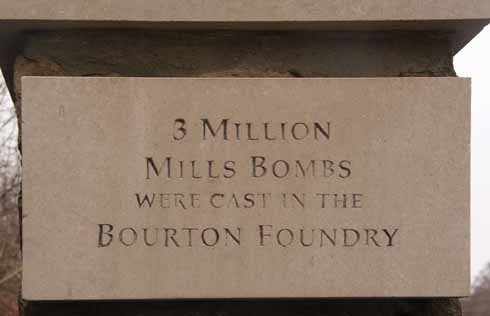 3 Million
Mills Bombs
were cast in the
Bourton Foundry